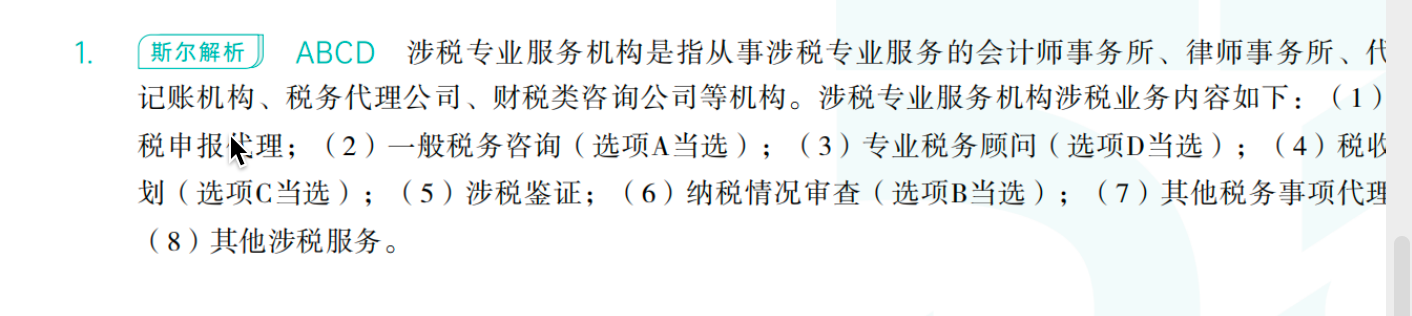 1. 斯尔解析 ABCD 涉税专业服务机构是指从事涉税专业服务的会计师事务所、律师事务所、代
记账机构、税务代理公司、财税类咨询公司等机构。涉税专业服务机构涉税业务内容如下：（1）
税申报代理；（2）一般税务咨询（选项A当选）；（3）专业税务顾问（选项D当选）；（4）税收
划（选项C当选）；（5）涉税鉴证；（6）纳税情况审查（选项B当选）；（7）其他税务事项代理
（8）其他涉税服务。